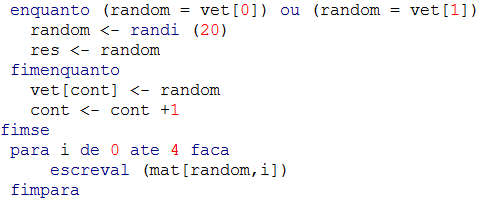 enquanto (random = vet[0]) ou (random = vet[1])
random <- randi (20)
res <- random
fimenquanto
vet[cont] <- random
cont <- cont +1
fimse
para i de 0 ate 4 faca
escreval (mat[random,i])
fimpara